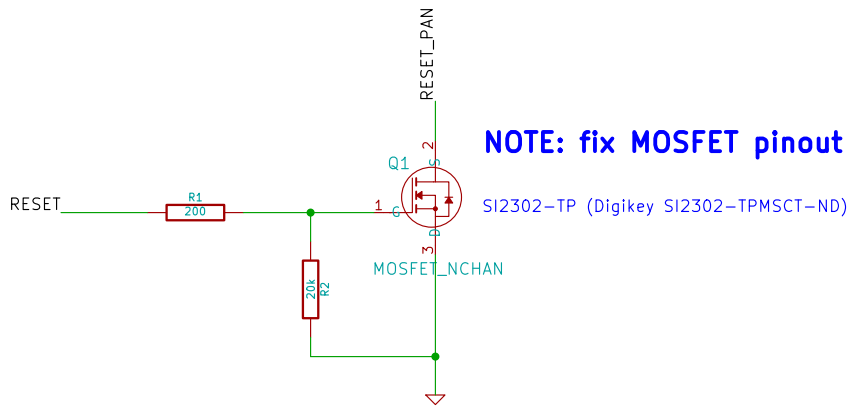 RESET_PAN
NOTE: fix MOSFET pinout
2
S
Q1
SI2302-TP (Digikey SI2302-TPMSCT-ND)
RESET
R1
200
1
G
D
3
MOSFET_NCHAN
20k
R2